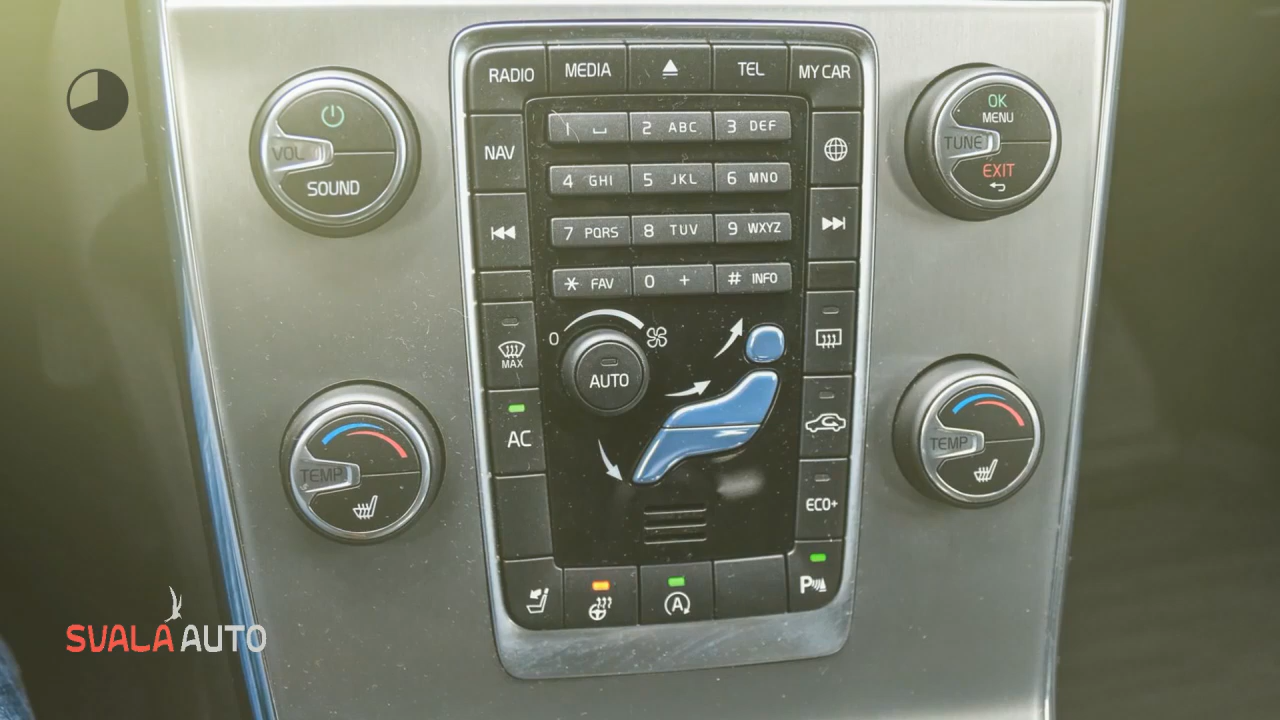 RADIO
MEDIA
TEL
MY CAR
VOL
SOUND
OK
MENU
TUNE
EXIT
NAV
1
2 ABC
3 DEF
4 GHI
5 JKL
6 MNO
7 PQRS
8 TUV
9 WXYZ
* FAV
0 +
# INFO
MAX
0
AUTO
AC
TEMP
TEMP
ECO+
A
P
SVALA AUTO